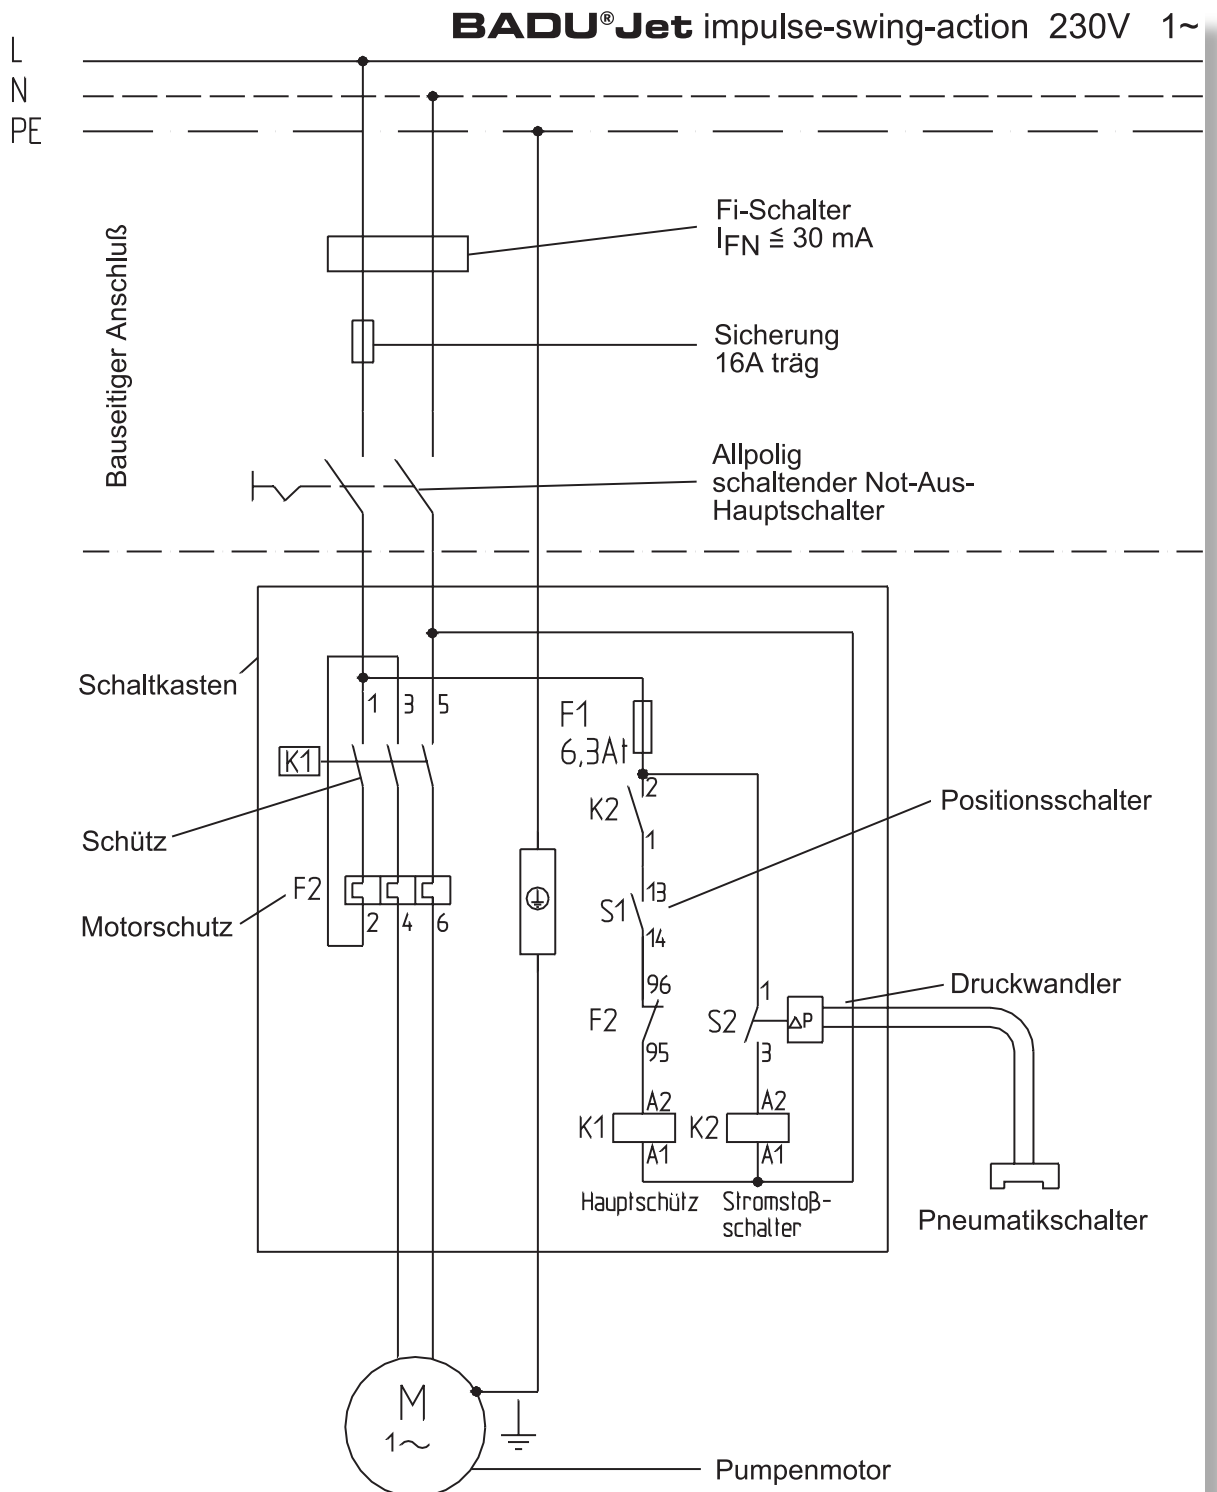 BADU®Jet impulse-swing-action 230V 1~
L
N
PE
Bauseitiger Anschluß
Fi-Schalter
IFN ≦ 30 mA
Sicherung
16A träg
Allpolig
schaltender Not-Aus-
Hauptschalter
Schaltkasten
1 3 5
F1
6,3At
K1
2
K2
1
Positionsschalter
Schütz
F2
13
S1
14
2 4 6
Motorschutz
96
F2
95
1
S2
3
ΔP
Druckwandler
A2
K1
A1
A2
K2
A1
Hauptschütz
Stromstoß-
schalter
Pneumatikschalter
M
1~
Pumpenmotor